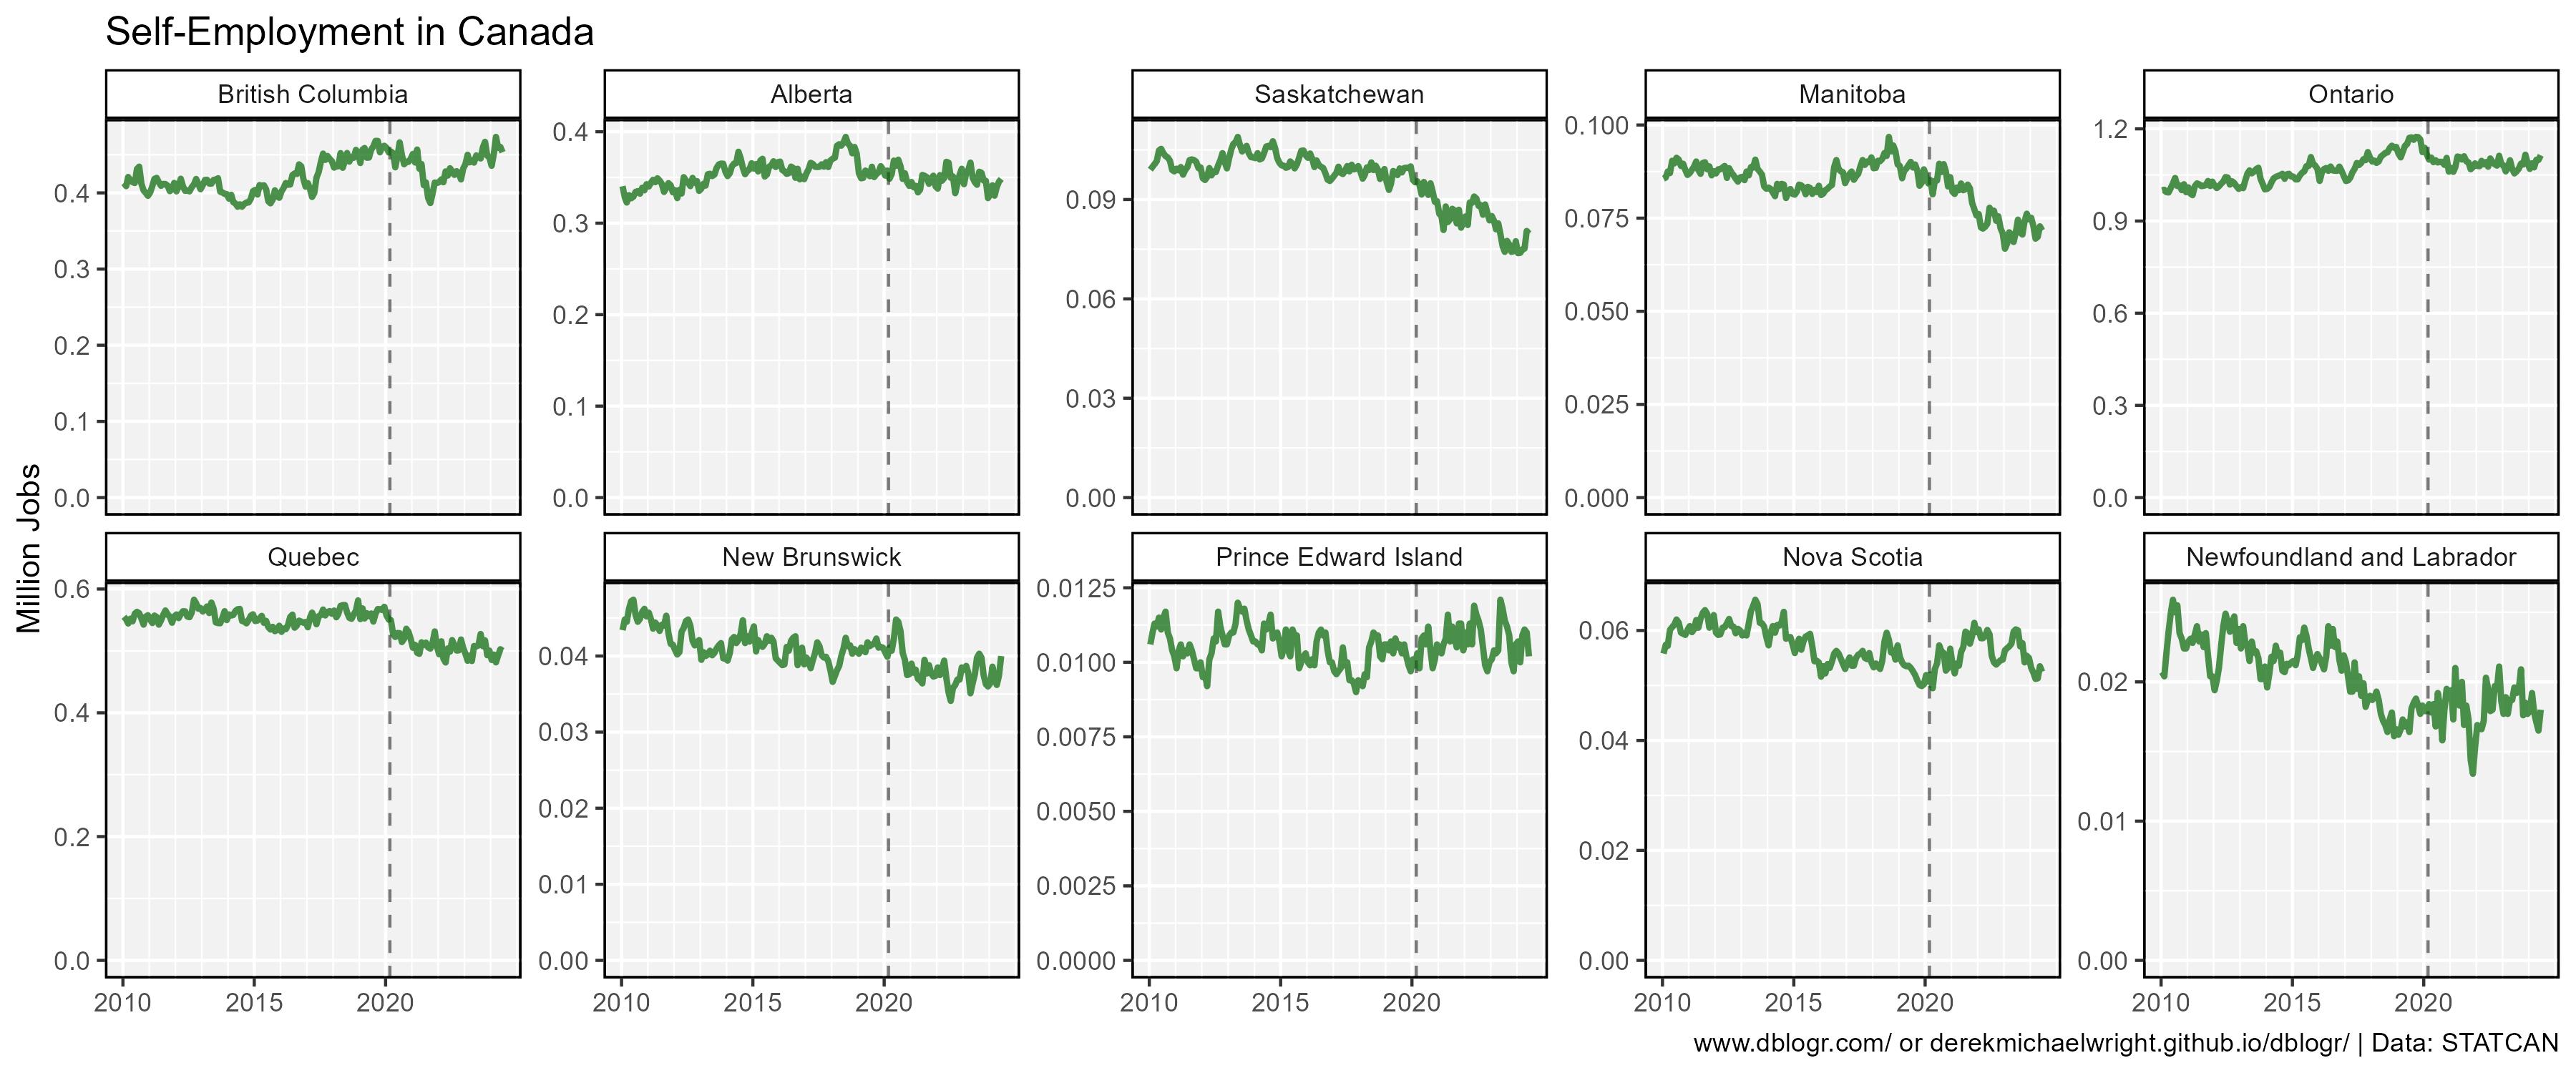 Self-Employment in Canada
British Columbia
Alberta
Saskatchewan
Manitoba
Ontario
0.4
0.3
0.2
0.1
0.0
0.4
0.3
0.2
0.1
0.0
0.09
0.06
0.03
0.00
0.100
0.075
0.050
0.025
0.000
1.2
0.9
0.6
0.3
0.0
Million Jobs
Quebec
New Brunswick
Prince Edward Island
Nova Scotia
Newfoundland and Labrador
0.6
0.4
0.2
0.0
0.04
0.03
0.02
0.01
0.00
0.0125
0.0100
0.0075
0.0050
0.0025
0.0000
0.06
0.04
0.02
0.00
0.02
0.01
0.00
2010 2015 2020
2010 2015 2020
2010 2015 2020
2010 2015 2020
2010 2015 2020
www.dblogr.com/ or derekmichaelwright.github.io/dblogr/ | Data: STATCAN